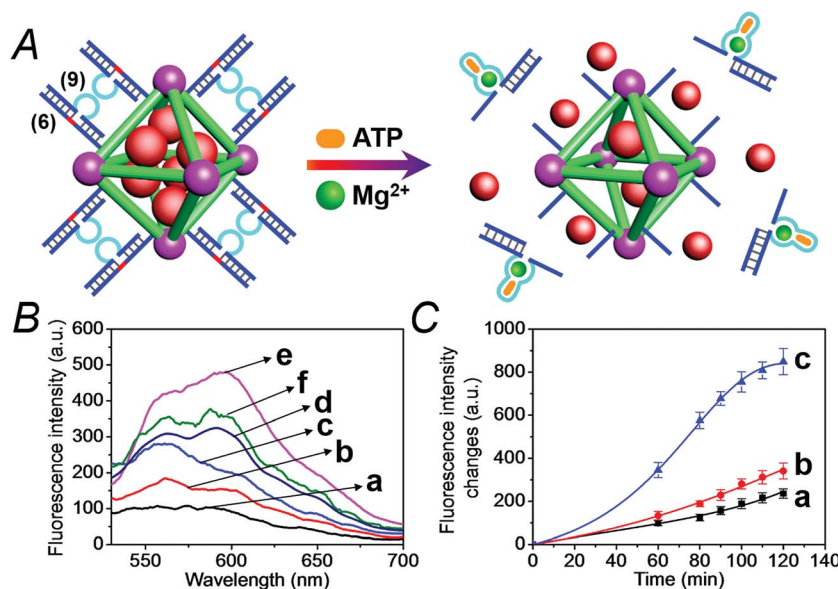 A
(9)
(6)
ATP
Mg²⁺
B
Fluorescence intensity (a.u.)
600
500
400
300
200
100
0
550
600
650
700
Wavelength (nm)
e
f
d
c
b
a
C
Fluorescence intensity
changes (a.u.)
1000
800
600
400
200
0
0
20
40
60
80
100
120
140
Time (min)
c
b
a